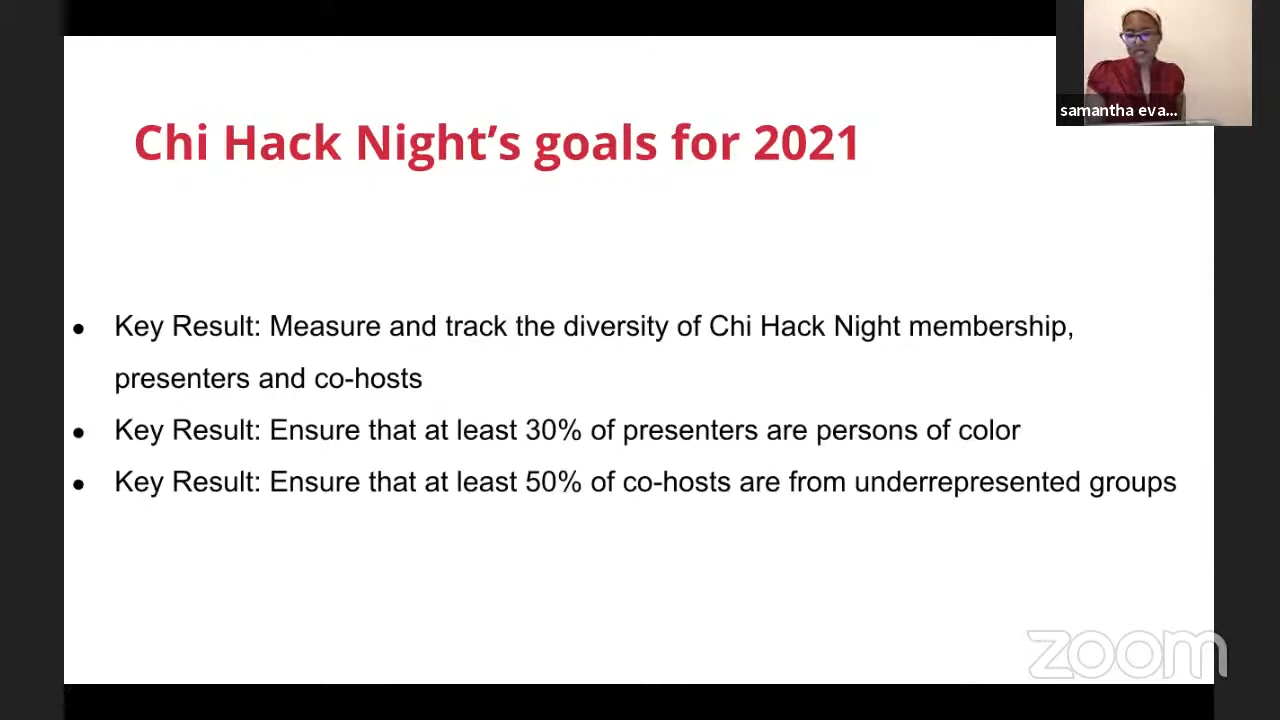 samantha eva...
Chi Hack Night’s goals for 2021
● Key Result: Measure and track the diversity of Chi Hack Night membership,
presenters and co-hosts
● Key Result: Ensure that at least 30% of presenters are persons of color
● Key Result: Ensure that at least 50% of co-hosts are from underrepresented groups
zoom